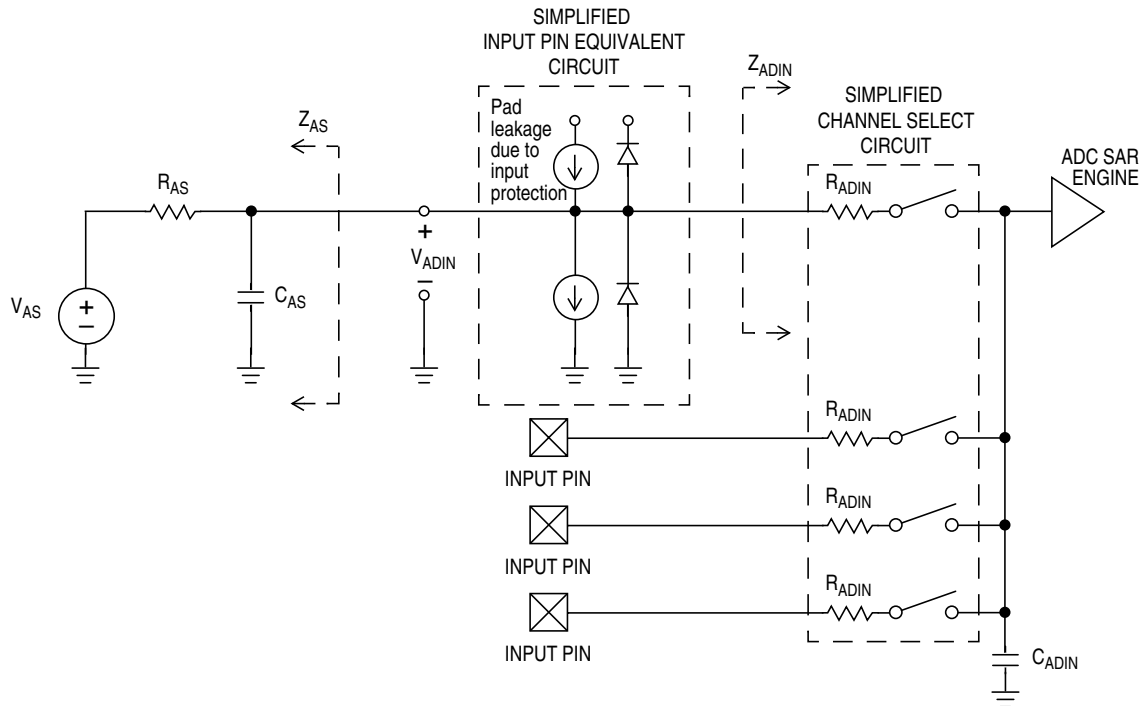 SIMPLIFIED
INPUT PIN EQUIVALENT
CIRCUIT
Pad
leakage
due to
input
protection
Z_ADIN
SIMPLIFIED
CHANNEL SELECT
CIRCUIT
ADC SAR
ENGINE
Z_AS
R_AS
R_ADIN
+
V_ADIN
–
V_AS
+
–
C_AS
R_ADIN
INPUT PIN
R_ADIN
INPUT PIN
R_ADIN
INPUT PIN
C_ADIN